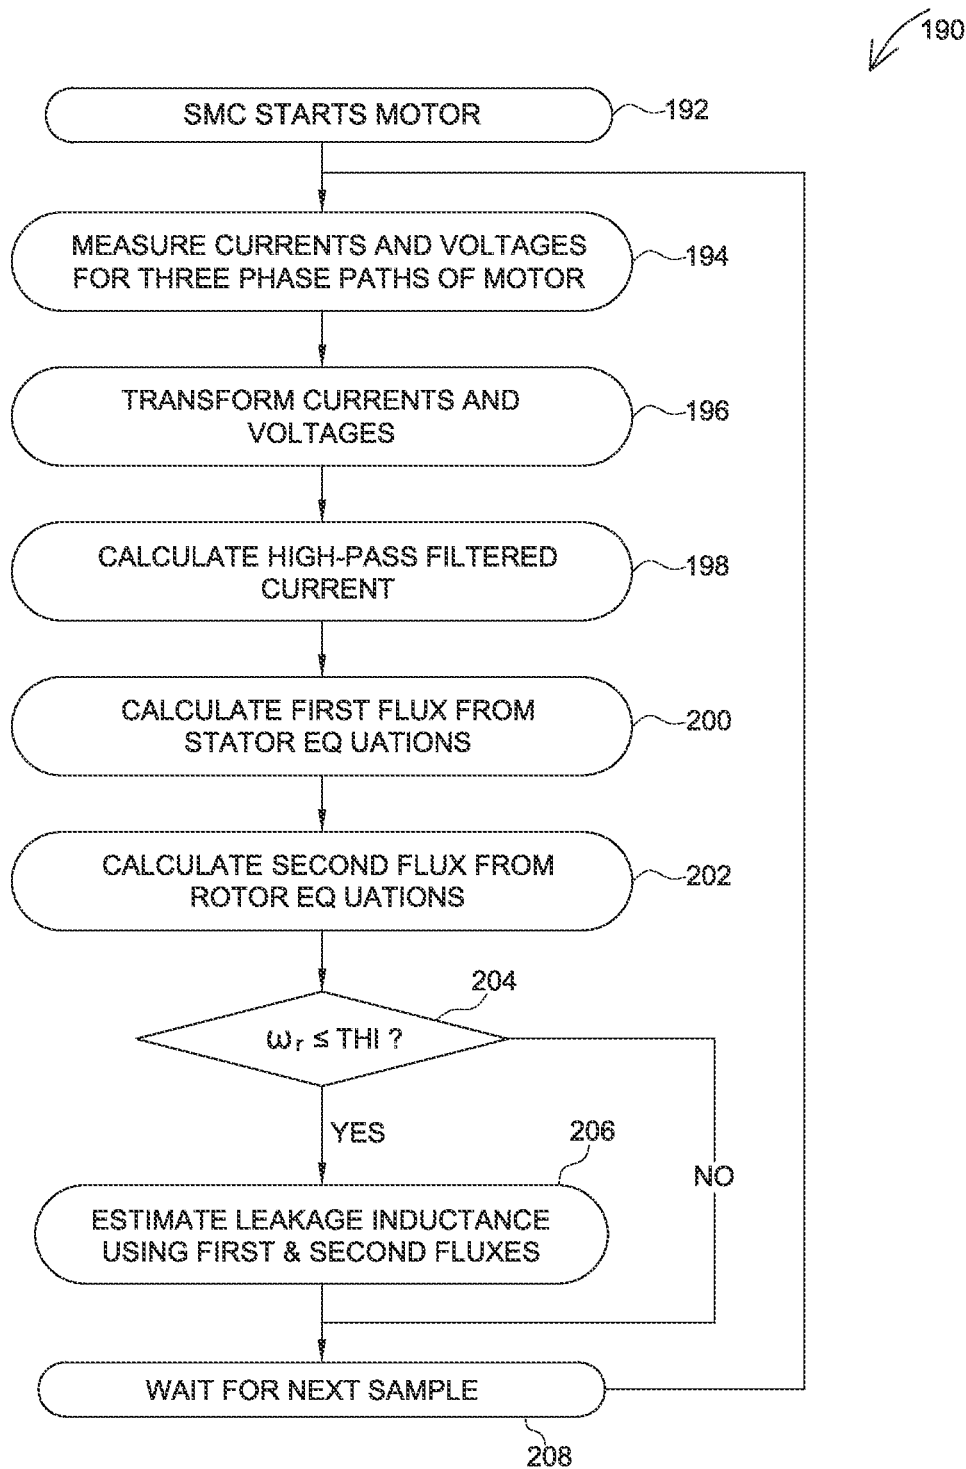 190
SMC STARTS MOTOR
192
MEASURE CURRENTS AND VOLTAGES
FOR THREE PHASE PATHS OF MOTOR
194
TRANSFORM CURRENTS AND
VOLTAGES
196
CALCULATE HIGH-PASS FILTERED
CURRENT
198
CALCULATE FIRST FLUX FROM
STATOR EQ UATIONS
200
CALCULATE SECOND FLUX FROM
ROTOR EQ UATIONS
202
204
ωr ≤ THI ?
YES
206
NO
ESTIMATE LEAKAGE INDUCTANCE
USING FIRST & SECOND FLUXES
WAIT FOR NEXT SAMPLE
208